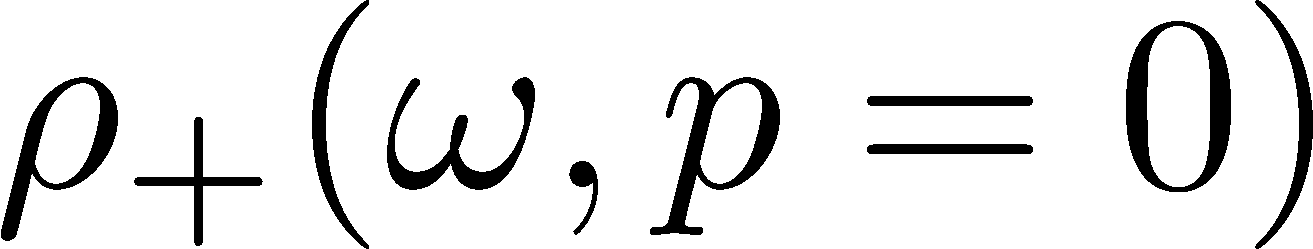 ρ₊(ω, p = 0)